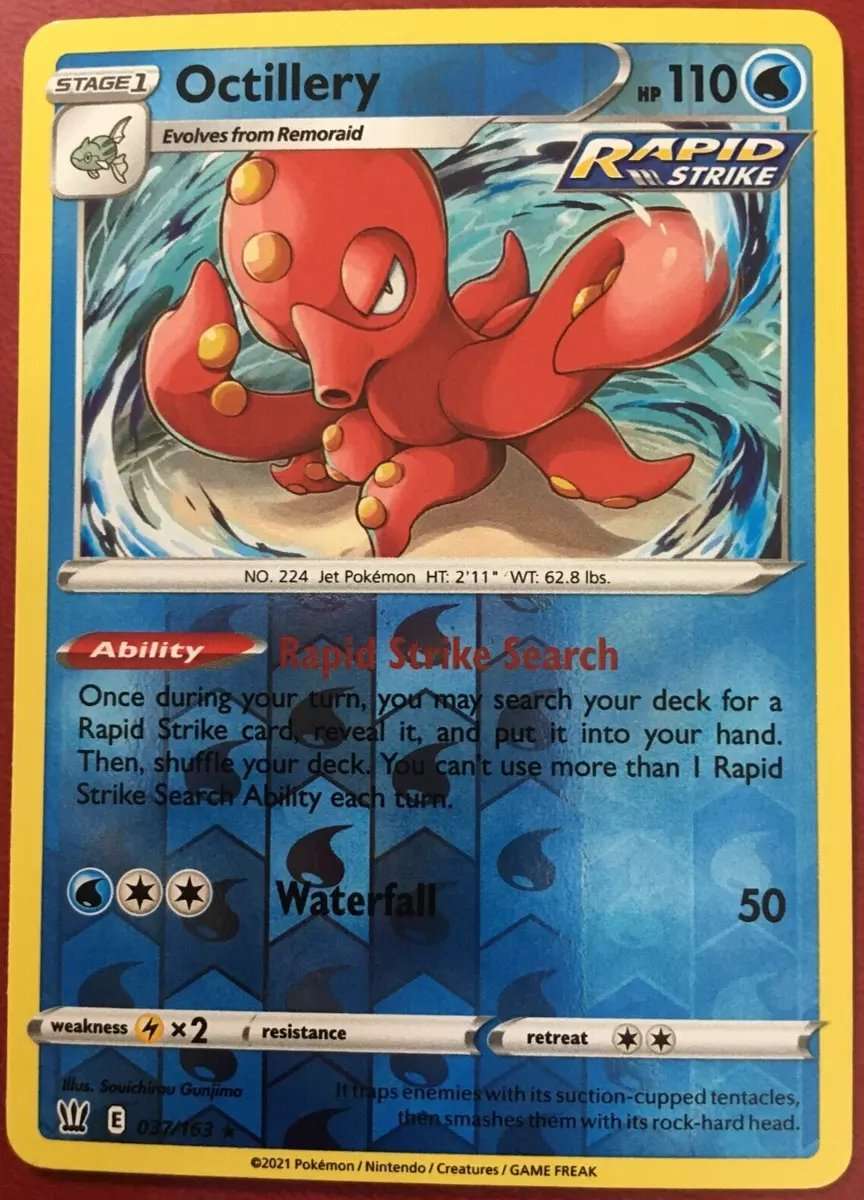 STAGE 1 Octillery HP 110
Evolves from Remoraid
RAPID
STRIKE
NO. 224 Jet Pokémon HT: 2'11" WT: 62.8 lbs.
Ability Rapid Strike Search
Once during your turn, you may search your deck for a
Rapid Strike card, reveal it, and put it into your hand.
Then, shuffle your deck. You can't use more than 1 Rapid
Strike Search Ability each turn.
Waterfall 50
weakness ×2 resistance retreat
Illus. Souichirou Gunjima
It traps enemies with its suction-cupped tentacles,
then smashes them with its rock-hard head.
E 037/163 ★
©2021 Pokémon / Nintendo / Creatures / GAME FREAK